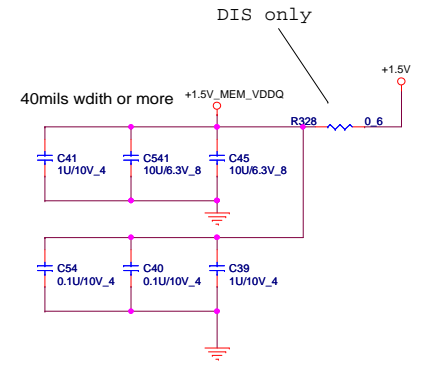 DIS only
+1.5V
40mils wdith or more
+1.5V_MEM_VDDQ
R328
0_6
C41
1U/10V_4
C541
10U/6.3V_8
C45
10U/6.3V_8
C54
0.1U/10V_4
C40
0.1U/10V_4
C39
1U/10V_4